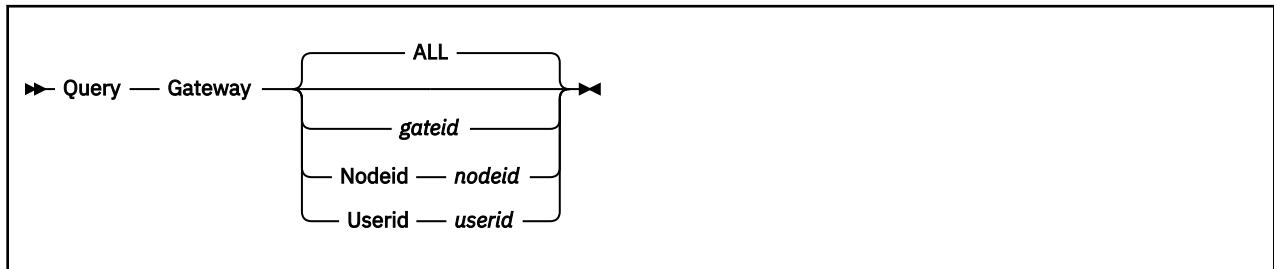 ALL
Query Gateway
gateid
Nodeid nodeid
Userid userid